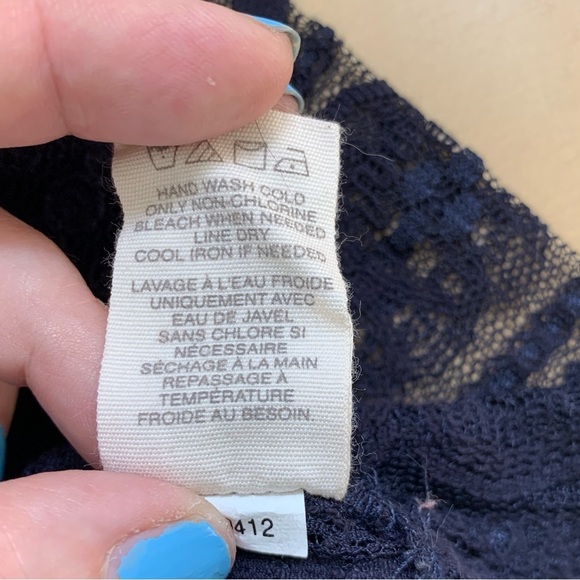 HAND WASH COLD
ONLY NON-CHLORINE
BLEACH WHEN NEEDED
LINE DRY
COOL IRON IF NEEDED
LAVAGE À L'EAU FROIDE
UNIQUEMENT AVEC
EAU DE JAVEL
SANS CHLORE SI
NÉCESSAIRE
SÉCHAGE À LA MAIN
REPASSAGE À
TEMPÉRATURE
FROIDE AU BESOIN.
412